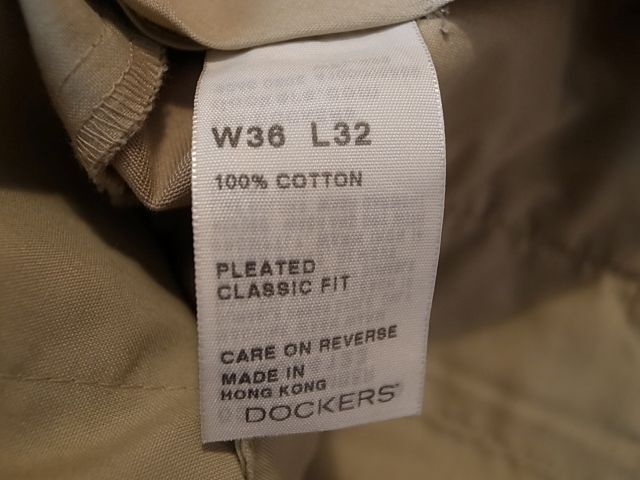 W36 L32
100% COTTON
PLEATED
CLASSIC FIT
CARE ON REVERSE
MADE IN
HONG KONG
DOCKERS®